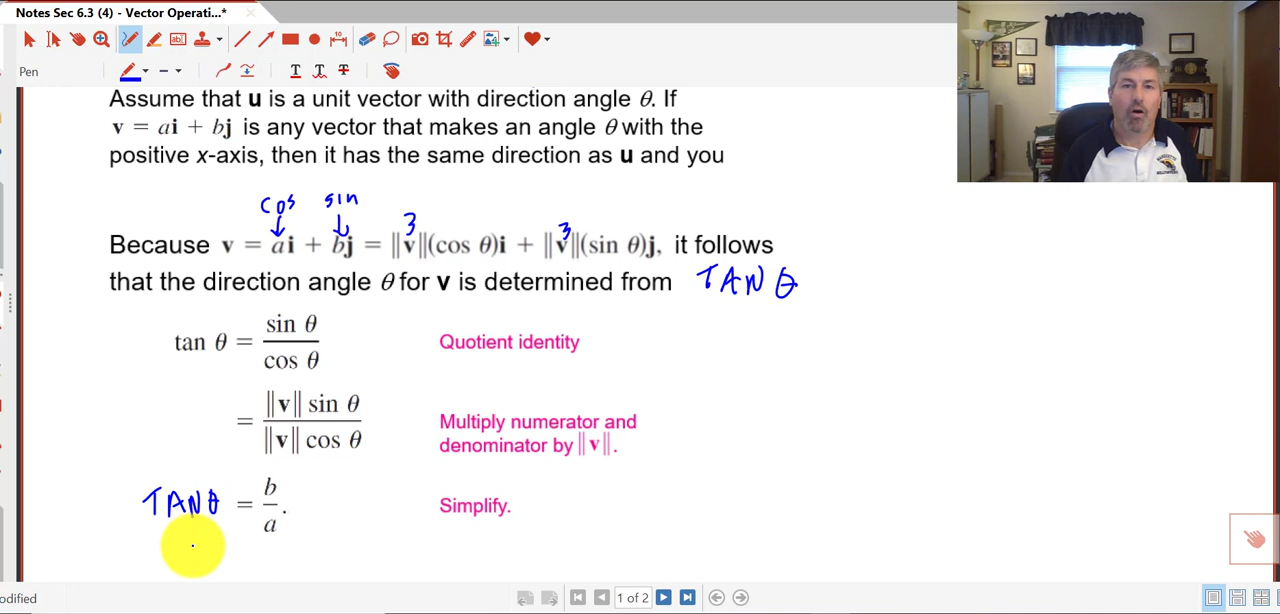 Notes Sec 6.3 (4) - Vector Operati...*
Pen
Assume that u is a unit vector with direction angle θ. If
v = ai + bj is any vector that makes an angle θ with the
positive x-axis, then it has the same direction as u and you
cos sin
3 3
Because v = ai + bj = ||v||(cos θ)i + ||v||(sin θ)j, it follows
that the direction angle θ for v is determined from TAN θ
tan θ = sin θ / cos θ Quotient identity
= ||v|| sin θ / ||v|| cos θ Multiply numerator and
denominator by ||v||.
TAN θ = b / a. Simplify.
odified
1 of 2